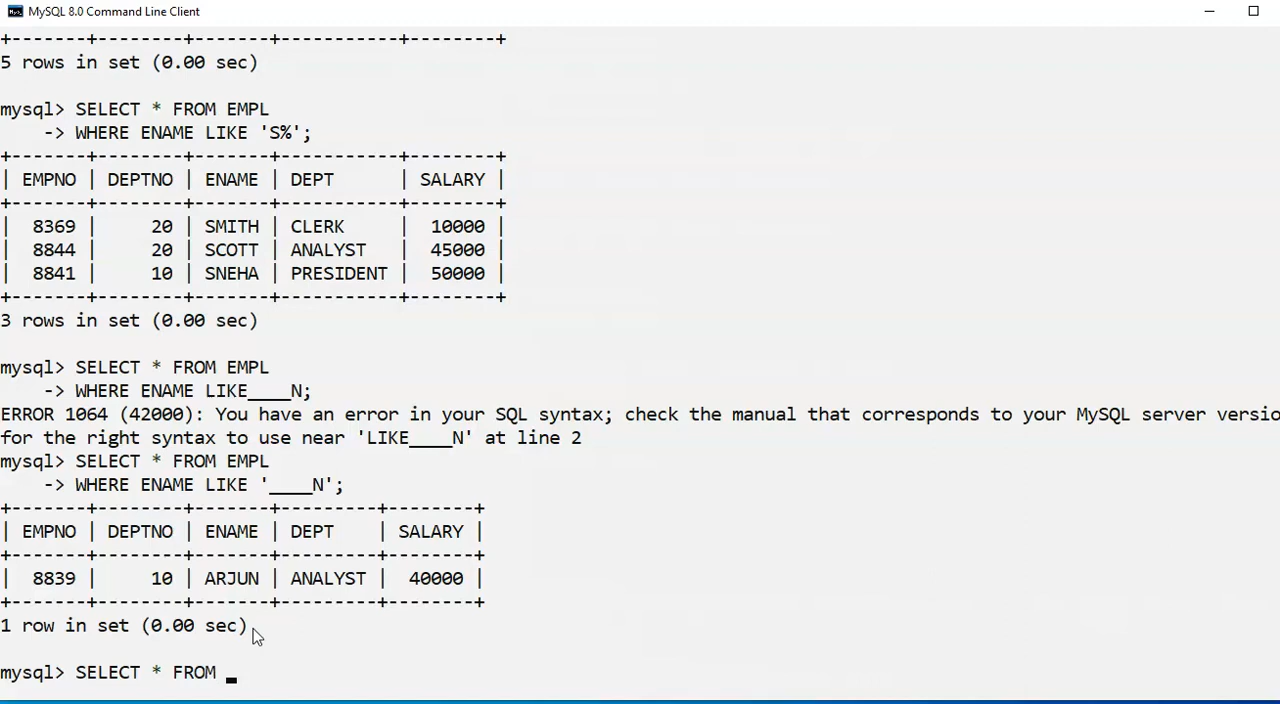 MySQL 8.0 Command Line Client
+-------+--------+-------+-----------+--------+
5 rows in set (0.00 sec)
mysql> SELECT * FROM EMPL
    -> WHERE ENAME LIKE 'S%';
+-------+--------+-------+-----------+--------+
| EMPNO | DEPTNO | ENAME | DEPT      | SALARY |
+-------+--------+-------+-----------+--------+
|  8369 |     20 | SMITH | CLERK     |  10000 |
|  8844 |     20 | SCOTT | ANALYST   |  45000 |
|  8841 |     10 | SNEHA | PRESIDENT |  50000 |
+-------+--------+-------+-----------+--------+
3 rows in set (0.00 sec)
mysql> SELECT * FROM EMPL
    -> WHERE ENAME LIKE____N;
ERROR 1064 (42000): You have an error in your SQL syntax; check the manual that corresponds to your MySQL server versio
for the right syntax to use near 'LIKE____N' at line 2
mysql> SELECT * FROM EMPL
    -> WHERE ENAME LIKE '____N';
+-------+--------+-------+---------+--------+
| EMPNO | DEPTNO | ENAME | DEPT    | SALARY |
+-------+--------+-------+---------+--------+
|  8839 |     10 | ARJUN | ANALYST |  40000 |
+-------+--------+-------+---------+--------+
1 row in set (0.00 sec)
mysql> SELECT * FROM _